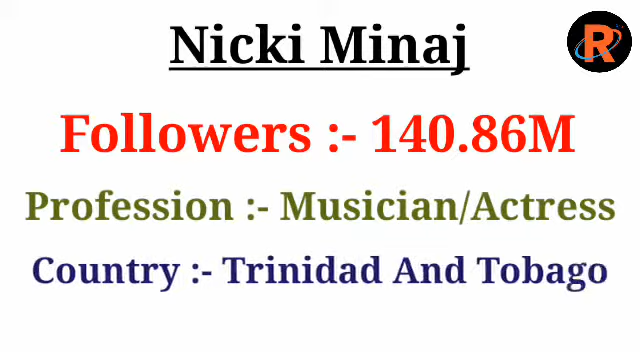 Nicki Minaj
R
Followers :- 140.86M
Profession :- Musician/Actress
Country :- Trinidad And Tobago